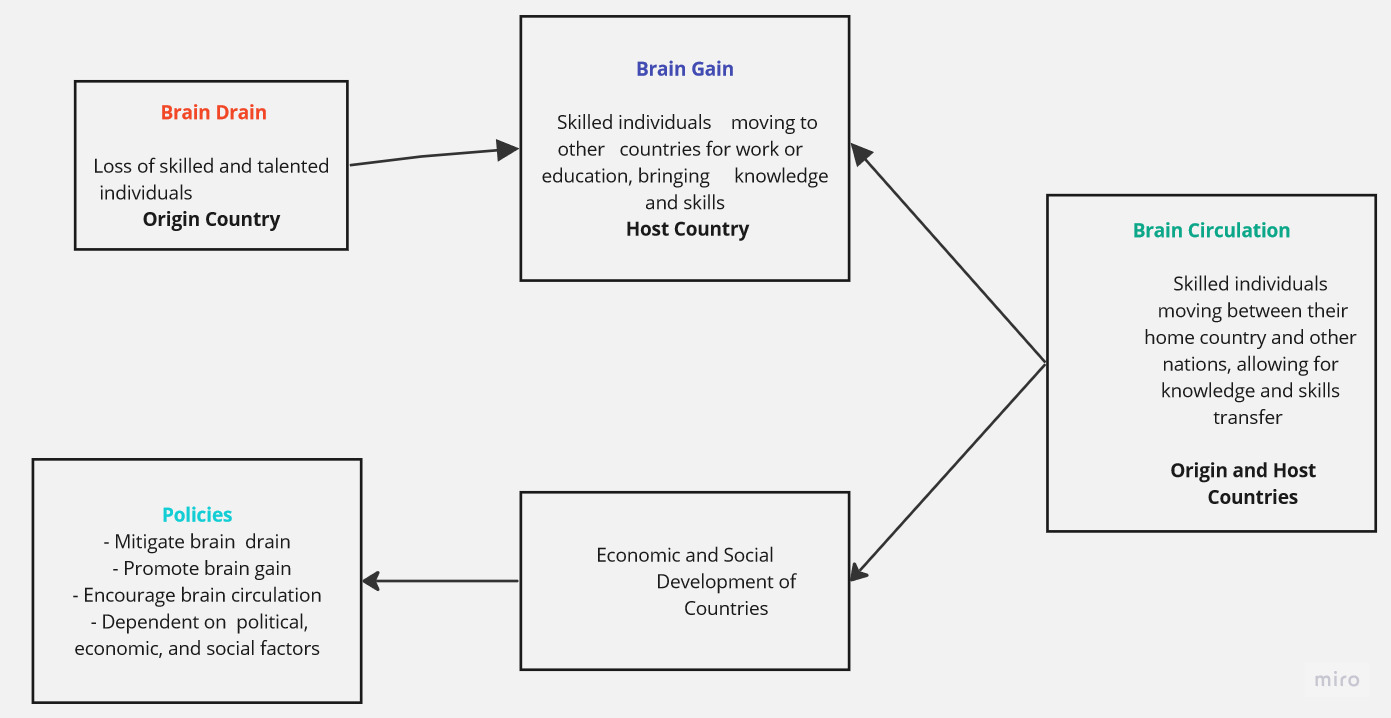 Brain Drain
Loss of skilled and talented
individuals
Origin Country
Brain Gain
Skilled individuals moving to
other countries for work or
education, bringing knowledge
and skills
Host Country
Brain Circulation
Skilled individuals
moving between their
home country and other
nations, allowing for
knowledge and skills
transfer
Origin and Host
Countries
Policies
- Mitigate brain drain
- Promote brain gain
- Encourage brain circulation
- Dependent on political,
economic, and social factors
Economic and Social
Development of
Countries
miro